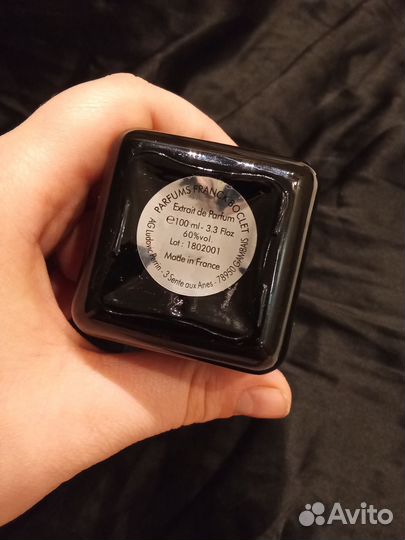 PARFUMS FRANCK BOCLET
Extrait de Parfum
℮100 ml - 3.3 Floz
60%vol.
Lot : 1802001
Made in France
AG Ludovic Perrin - 3 Sente aux Anes - 78950 GAMBAIS
Avito